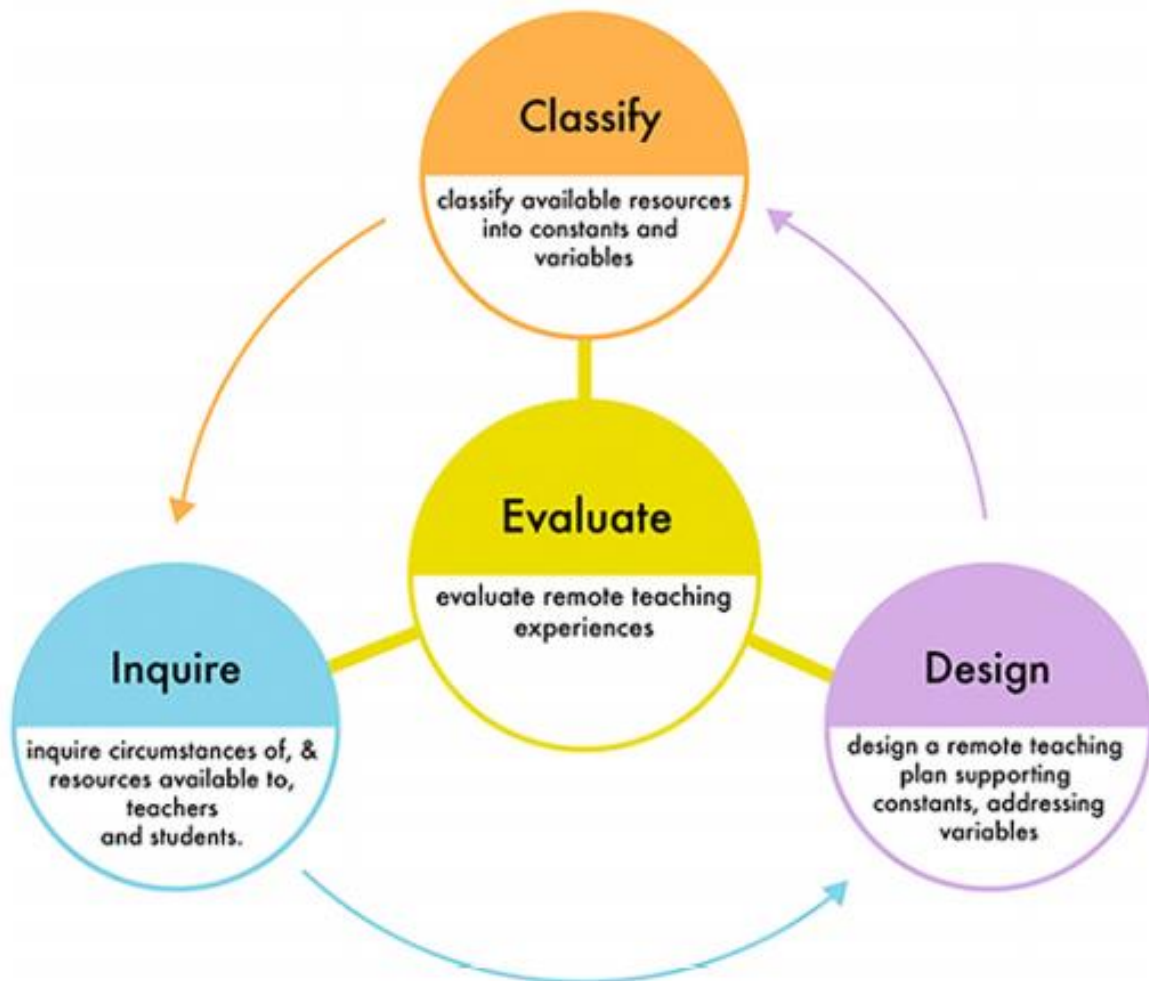 Classify
classify available resources
into constants and
variables
Evaluate
evaluate remote teaching
experiences
Inquire
inquire circumstances of, &
resources available to,
teachers
and students.
Design
design a remote teaching
plan supporting
constants, addressing
variables